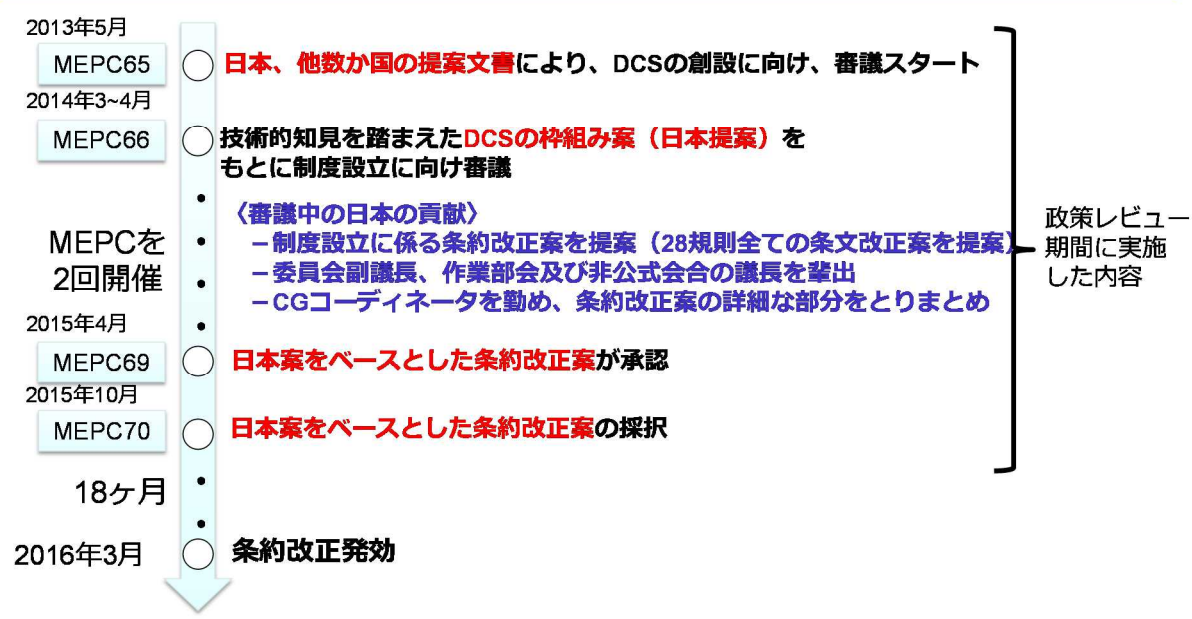 2013年5月
MEPC65
日本、他数か国の提案文書により、DCSの創設に向け、審議スタート
2014年3~4月
MEPC66
技術的知見を踏まえたDCSの枠組み案（日本提案）を
もとに制度設立に向け審議
MEPCを
2回開催
〈審議中の日本の貢献〉
－制度設立に係る条約改正案を提案（28規則全ての条文改正案を提案）
－委員会副議長、作業部会及び非公式会合の議長を輩出
－CGコーディネータを勤め、条約改正案の詳細な部分をとりまとめ
2015年4月
MEPC69
日本案をベースとした条約改正案が承認
2015年10月
MEPC70
日本案をベースとした条約改正案の採択
18ヶ月
2016年3月
条約改正発効
政策レビュー
期間に実施
した内容